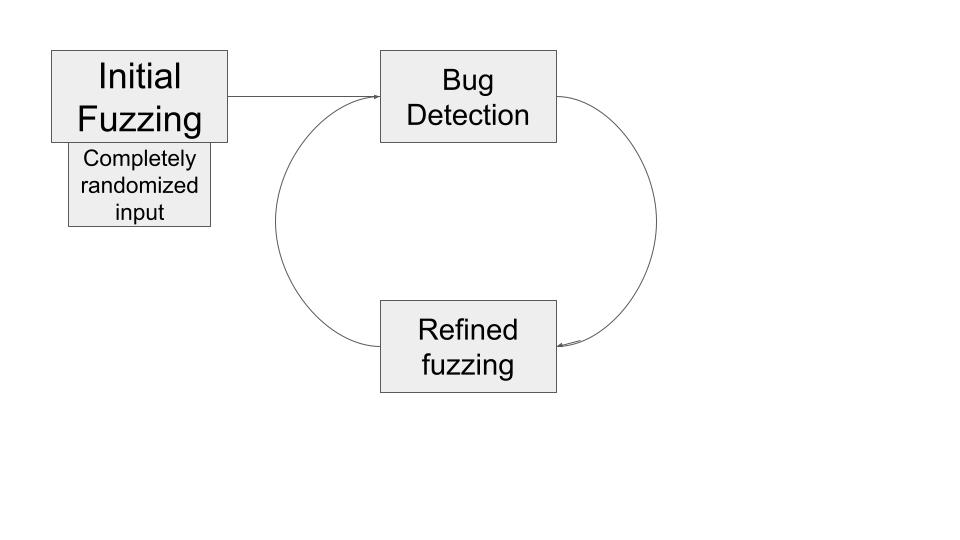 Initial
Fuzzing
Completely
randomized
input
Bug
Detection
Refined
fuzzing